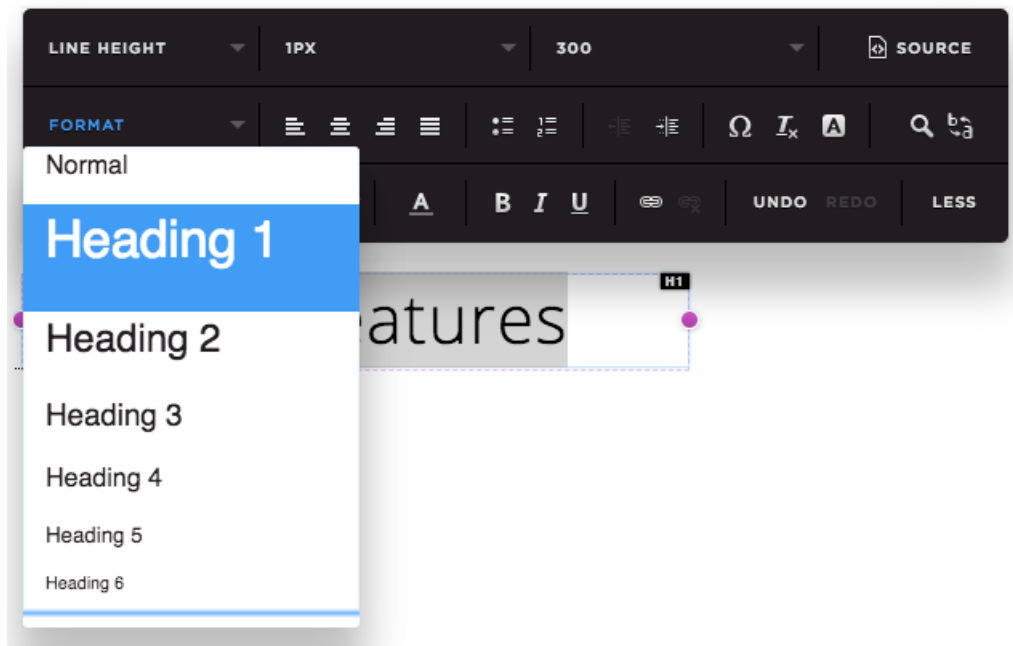 LINE HEIGHT 1PX 300 SOURCE
FORMAT Ω Ix A b a
A B I U UNDO REDO LESS
Normal
Heading 1
Heading 2
Heading 3
Heading 4
Heading 5
Heading 6
H1
eatures